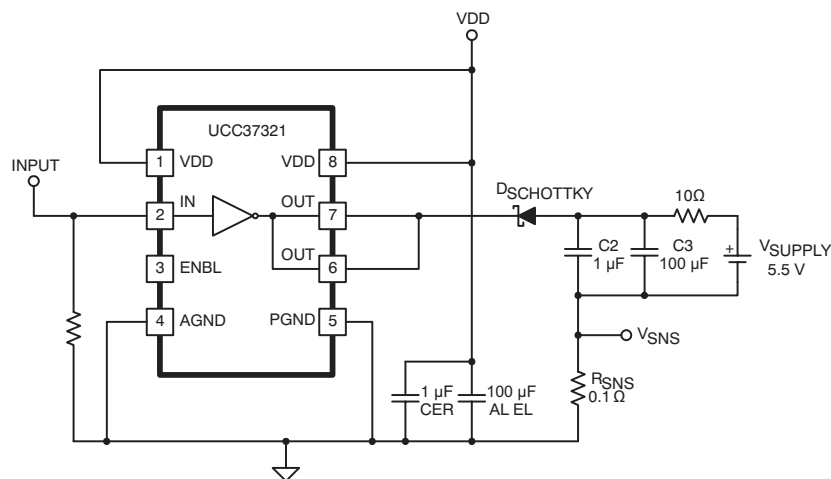 VDD
UCC37321
INPUT
1 VDD VDD 8
DSCHOTTKY
10Ω
2 IN OUT 7
C2
1 µF
C3
100 µF
+
VSUPPLY
5.5 V
3 ENBL OUT 6
4 AGND PGND 5
VSNS
1 µF
CER
100 µF
AL EL
RSNS
0.1 Ω